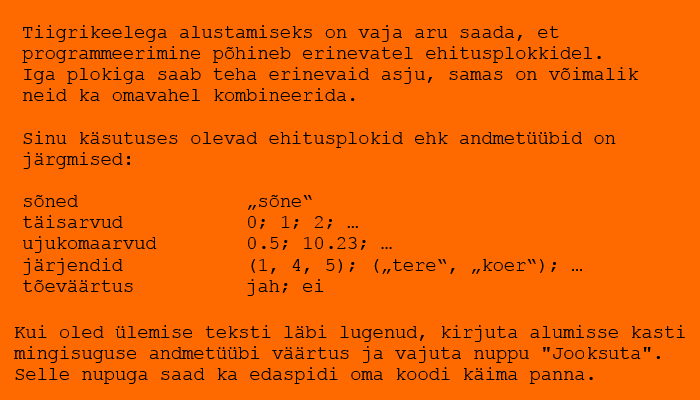 Tiigrikeelega alustamiseks on vaja aru saada, et
programmeerimine põhineb erinevatel ehitusplokkidel.
Iga plokiga saab teha erinevaid asju, samas on võimalik
neid ka omavahel kombineerida.
Sinu käsutuses olevad ehitusplokid ehk andmetüübid on
järgmised:
sõned „sõne“
täisarvud 0; 1; 2; …
ujukomaarvud 0.5; 10.23; …
järjendid (1, 4, 5); („tere“, „koer“); …
tõeväärtus jah; ei
Kui oled ülemise teksti läbi lugenud, kirjuta alumisse kasti
mingisuguse andmetüübi väärtus ja vajuta nuppu "Jooksuta".
Selle nupuga saad ka edaspidi oma koodi käima panna.